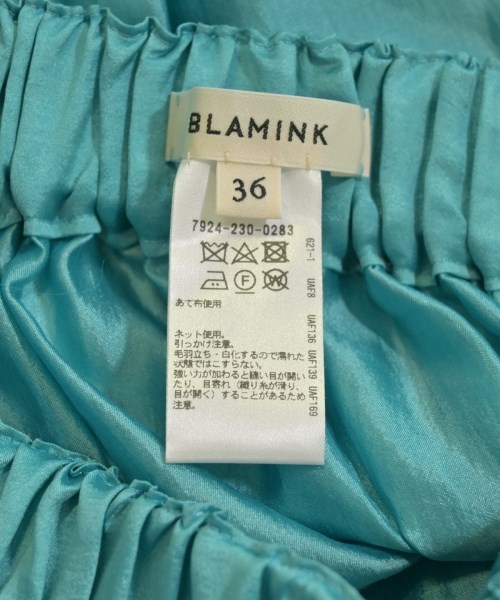 BLAMINK
36
7924-230-0283
F W
あて布使用
ネット使用。
引っかけ注意。
毛羽立ち・白化するので濡れた
状態ではこすらない。
強い力が加わると縫い目が開い
たり、目寄れ（織り糸が滑り、
目が開く）することがあるため
注意。
621-1 UAF8 UAF136 UAF139 UAF169